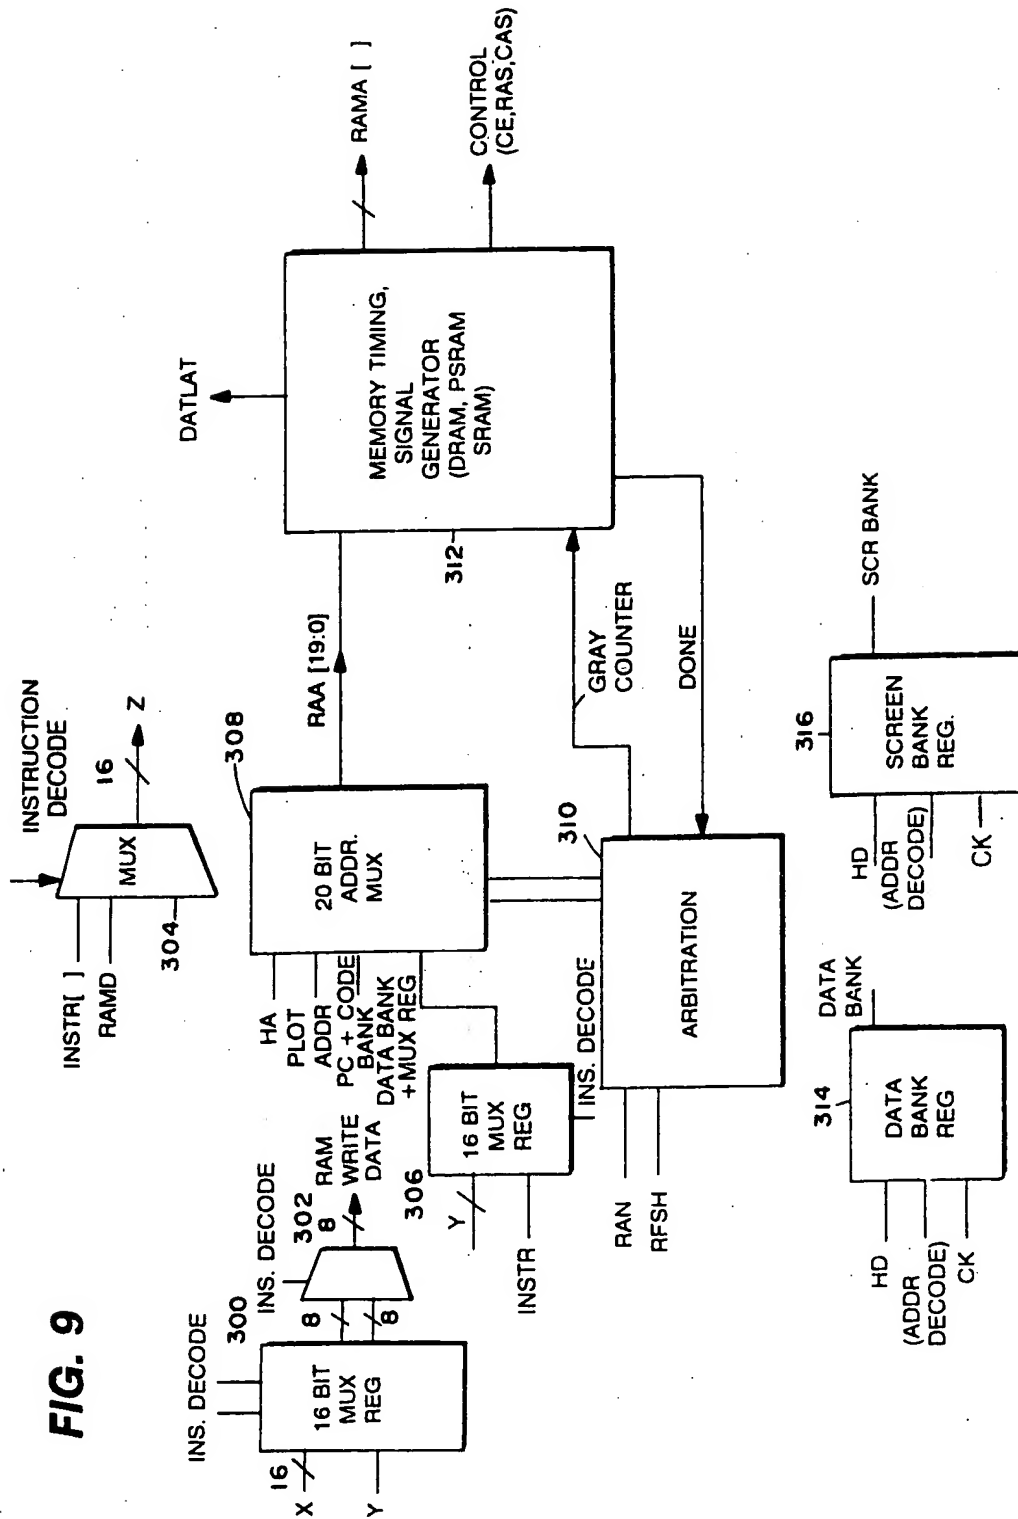 FIG. 9
INS. DECODE
300
X
16
Y
16 BIT
MUX
REG
8
8
INS. DECODE
302
8
RAM
WRITE
DATA
INSTR[ ]
RAMD
304
MUX
INSTRUCTION
DECODE
16
Z
306
Y
INSTR
16 BIT
MUX
REG
INS. DECODE
HA
PLOT
ADDR
PC + CODE
BANK
DATA BANK
+MUX REG
308
20 BIT
ADDR.
MUX
RAA [19:0]
RAN
RFSH
310
ARBITRATION
GRAY
COUNTER
DONE
312
MEMORY TIMING,
SIGNAL
GENERATOR
(DRAM, PSRAM
SRAM)
DATLAT
RAMA [ ]
CONTROL
(CE,RAS,CAS)
314
HD
(ADDR
DECODE)
CK
DATA
BANK
REG
DATA
BANK
316
HD
(ADDR
DECODE)
CK
SCREEN
BANK
REG.
SCR BANK